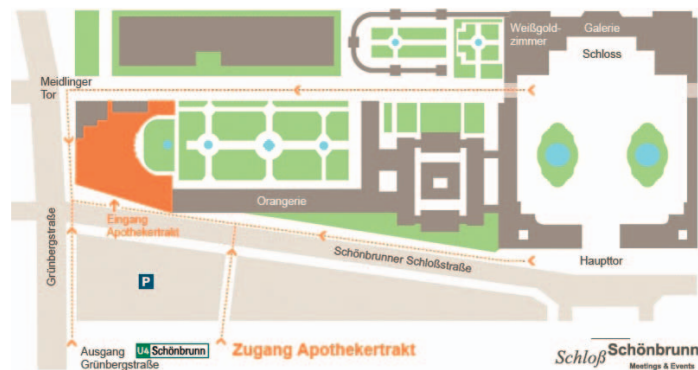 Weißgold-
zimmer
Galerie
Schloss
Meidlinger
Tor
Orangerie
Eingang
Apothekertrakt
Grünbergstraße
Schönbrunner Schloßstraße
Haupttor
P
Ausgang
Grünbergstraße
U4 Schönbrunn
Zugang Apothekertrakt
Schloß Schönbrunn
Meetings & Events